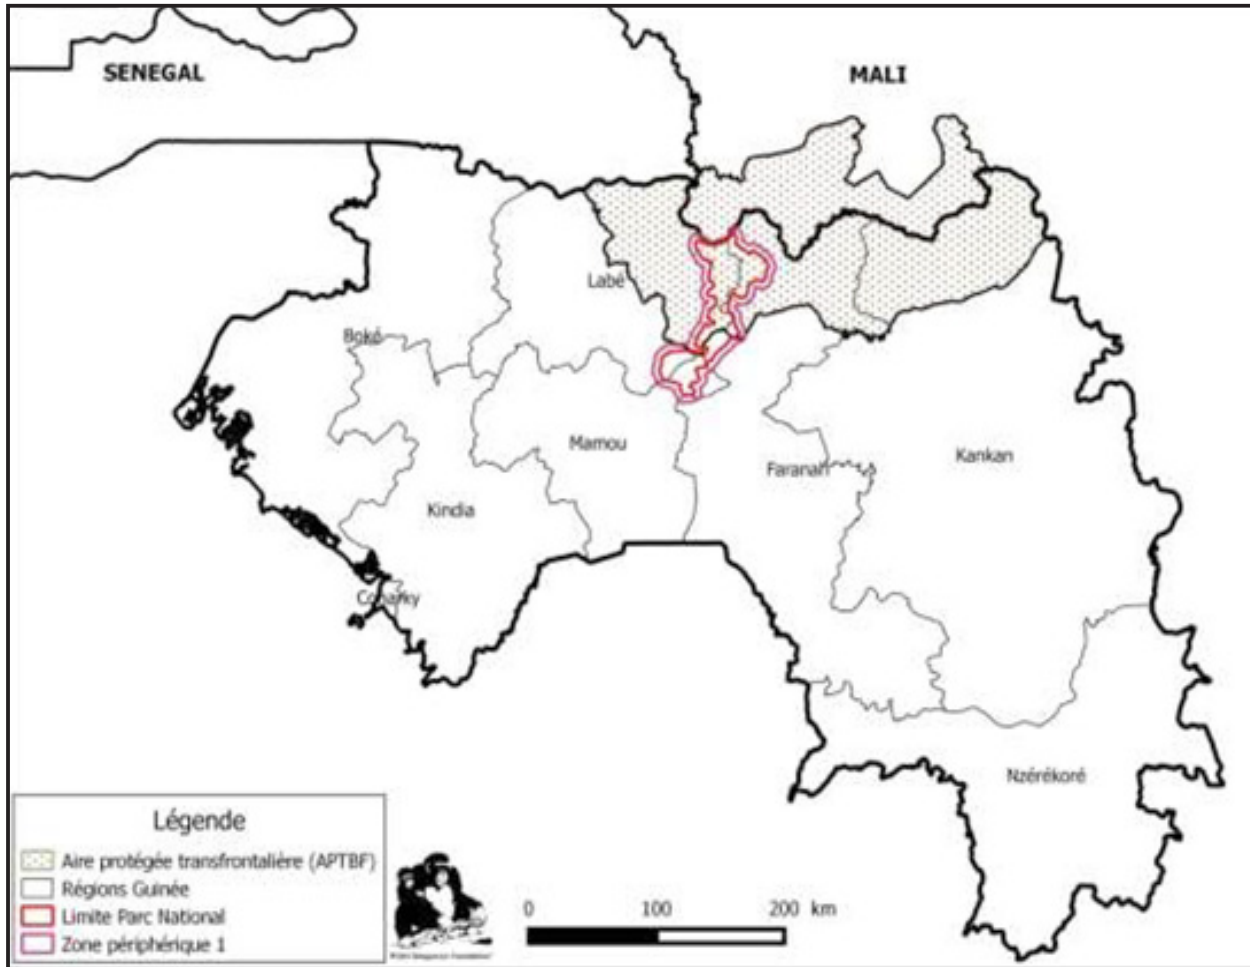 SENEGAL
MALI
Labé
Boké
Mamou
Faranah
Kankan
Kindia
Conakry
Nzérékoré
Légende
Aire protégée transfrontalière (APTBF)
Régions Guinée
Limite Parc National
Zone périphérique 1
0 100 200 km